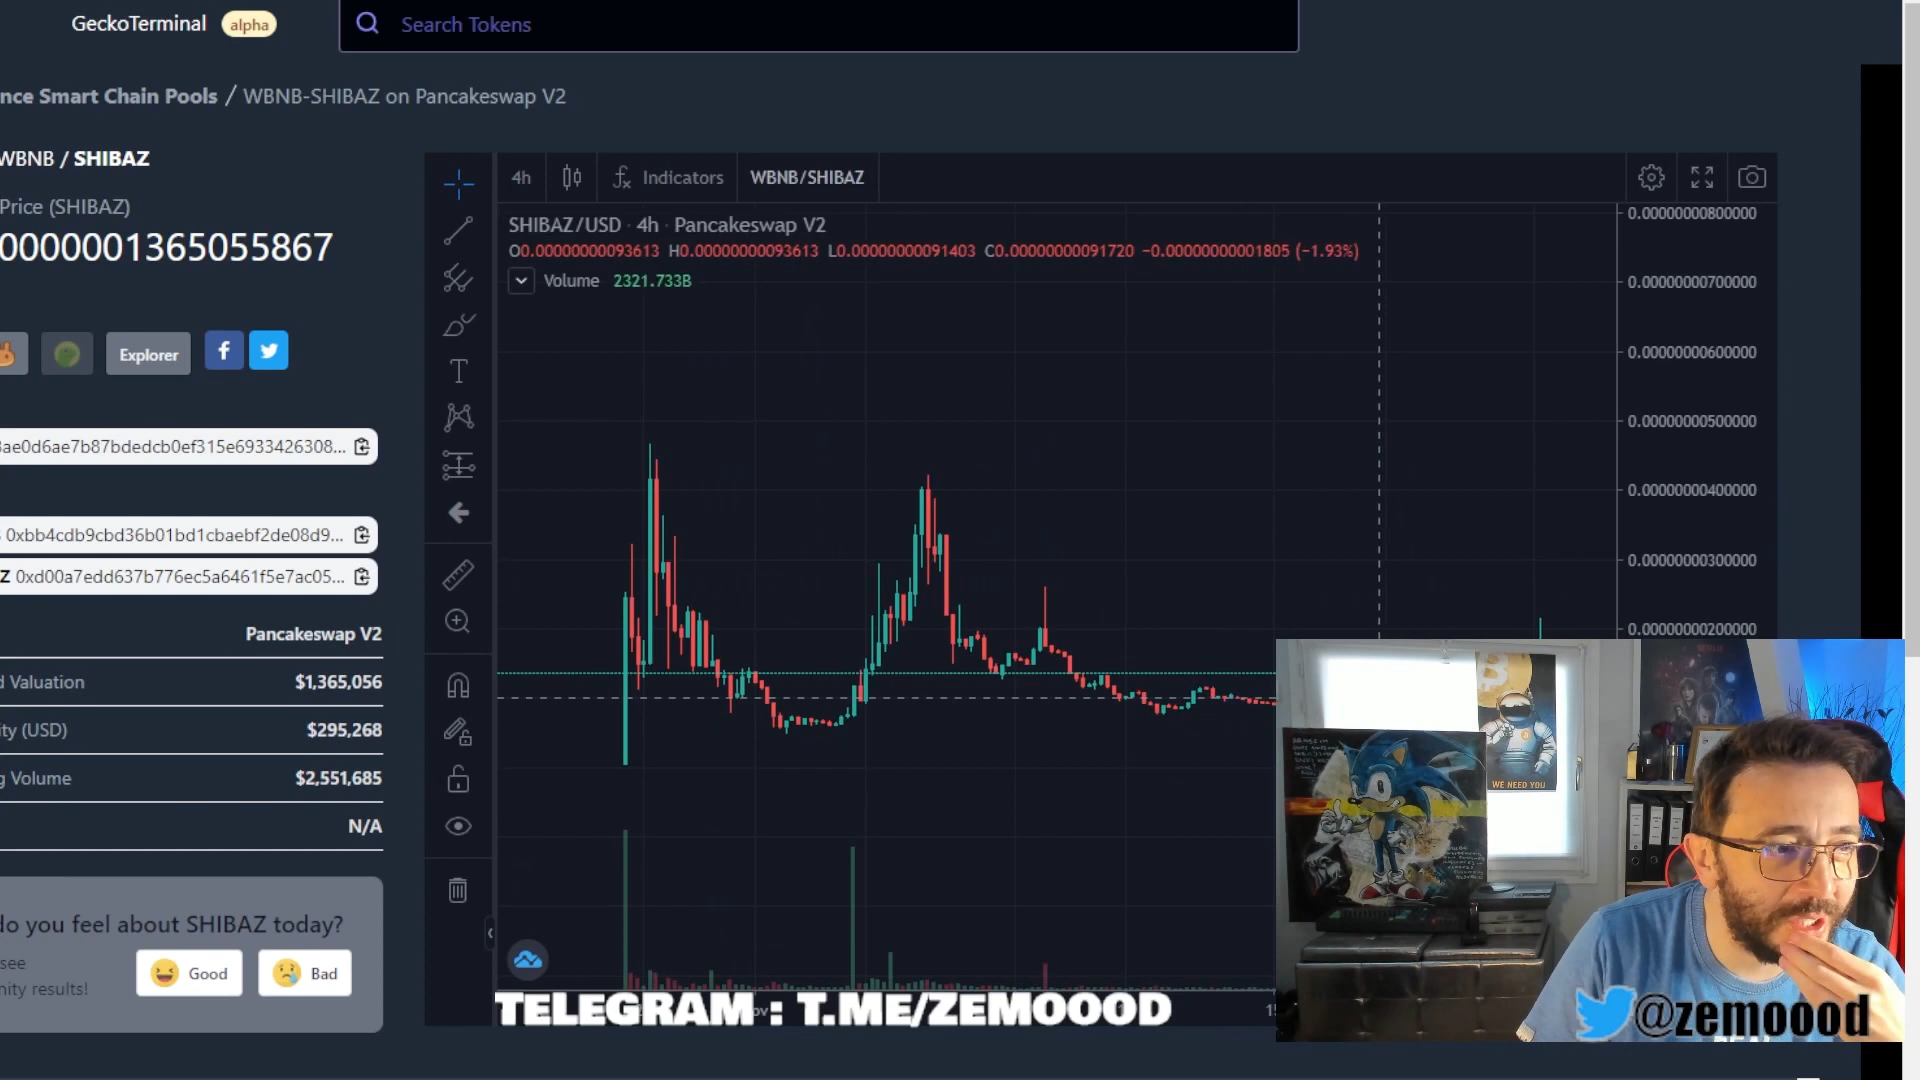 GeckoTerminal alpha
Search Tokens
nce Smart Chain Pools / WBNB-SHIBAZ on Pancakeswap V2
WBNB / SHIBAZ
Price (SHIBAZ)
0000001365055867
Explorer
4h
Indicators
WBNB/SHIBAZ
SHIBAZ/USD · 4h · Pancakeswap V2
O0.00000000093613 H0.00000000093613 L0.00000000091403 C0.00000000091720 −0.00000000001805 (−1.93%)
Volume 2321.733B
0.00000000800000
0.00000000700000
0.00000000600000
0.00000000500000
0.00000000400000
0.00000000300000
0.00000000200000
ae0d6ae7b87bdedcb0ef315e6933426308...
0xbb4cdb9cbd36b01bd1cbaebf2de08d9...
Z 0xd00a7edd637b776ec5a6461f5e7ac05...
Pancakeswap V2
d Valuation $1,365,056
ity (USD) $295,268
g Volume $2,551,685
N/A
do you feel about SHIBAZ today?
see
nity results!
Good
Bad
TELEGRAM : T.ME/ZEMOOOD
WE NEED YOU
@zemoood